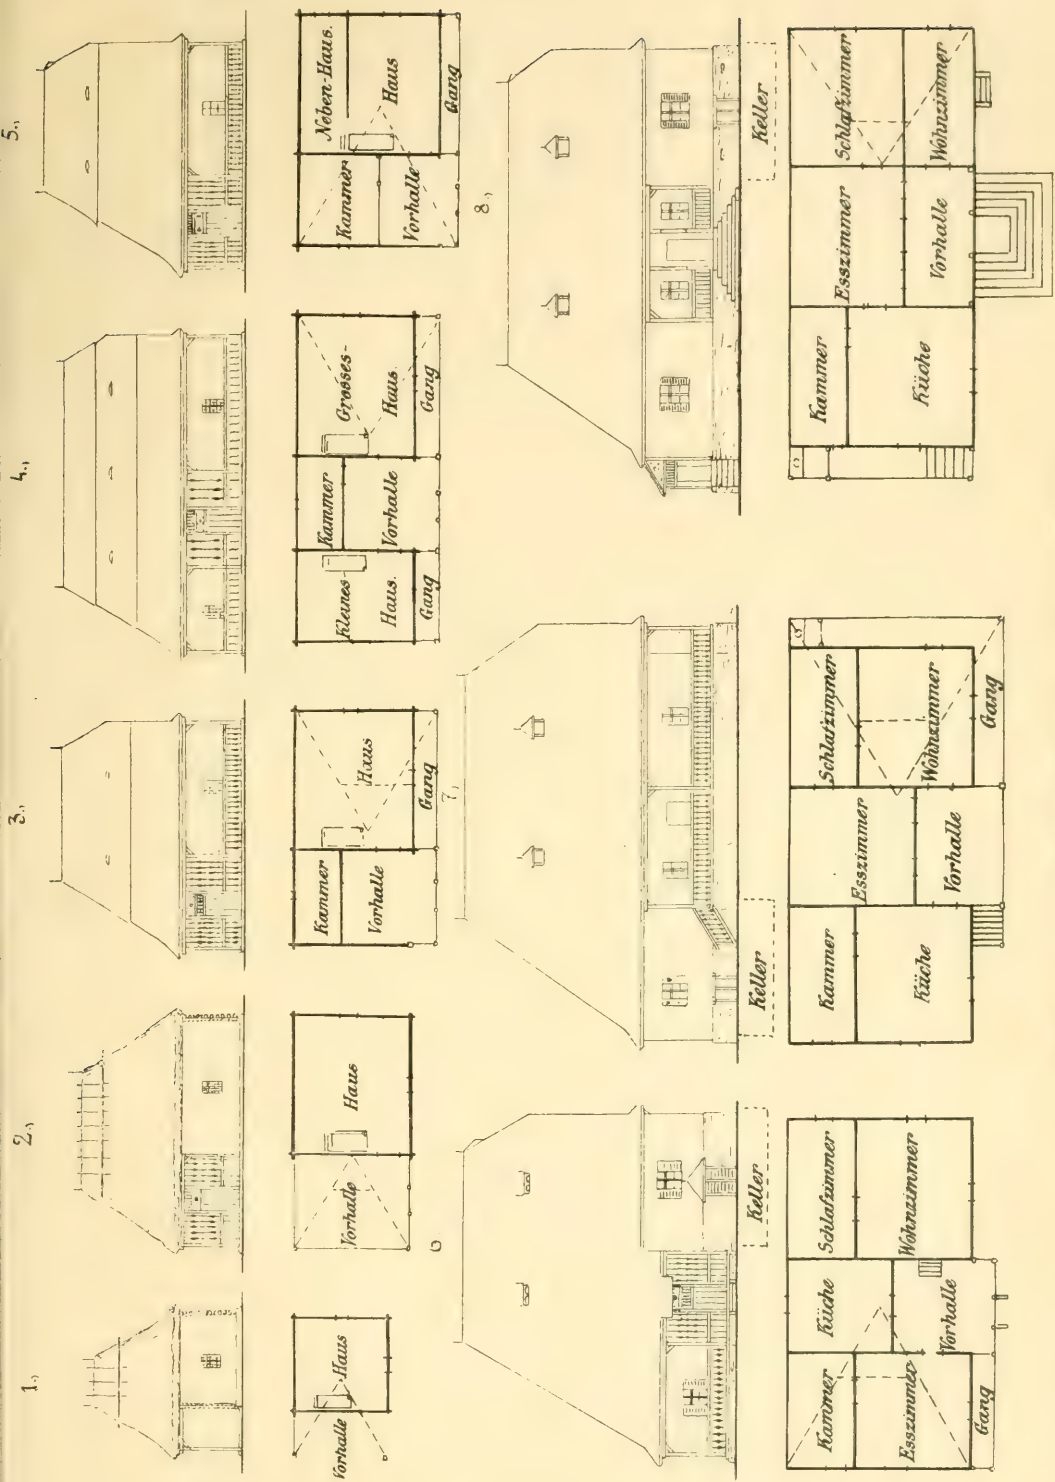 1.,
Vorhalle
Haus
2.,
Vorhalle
Haus
3.,
Kammer
Vorhalle
Haus
Gang
4.,
Kleines-
Haus.
Gang
Kammer
Vorhalle
Grosses-
Haus.
Gang
5.,
Kammer
Vorhalle
Neben-Haus.
Haus
Gang
6
Keller
Kammer
Esszimmer
Gang
Küche
Vorhalle
Schlafzimmer
Wohnzimmer
7.,
Keller
Kammer
Küche
Esszimmer
Vorhalle
Schlafzimmer
Wohnzimmer
Gang
8.,
Keller
Kammer
Küche
Esszimmer
Vorhalle
Schlafzimmer
Wohnzimmer